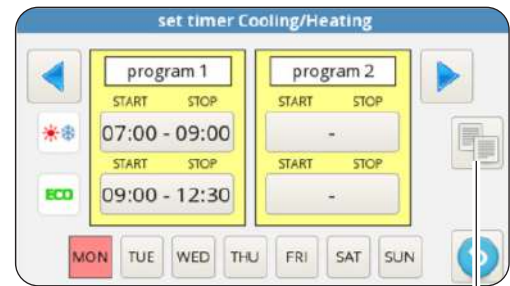 set timer Cooling/Heating
program 1 program 2
START STOP START STOP
07:00 - 09:00 -
START STOP START STOP
ECO 09:00 - 12:30 -
MON TUE WED THU FRI SAT SUN